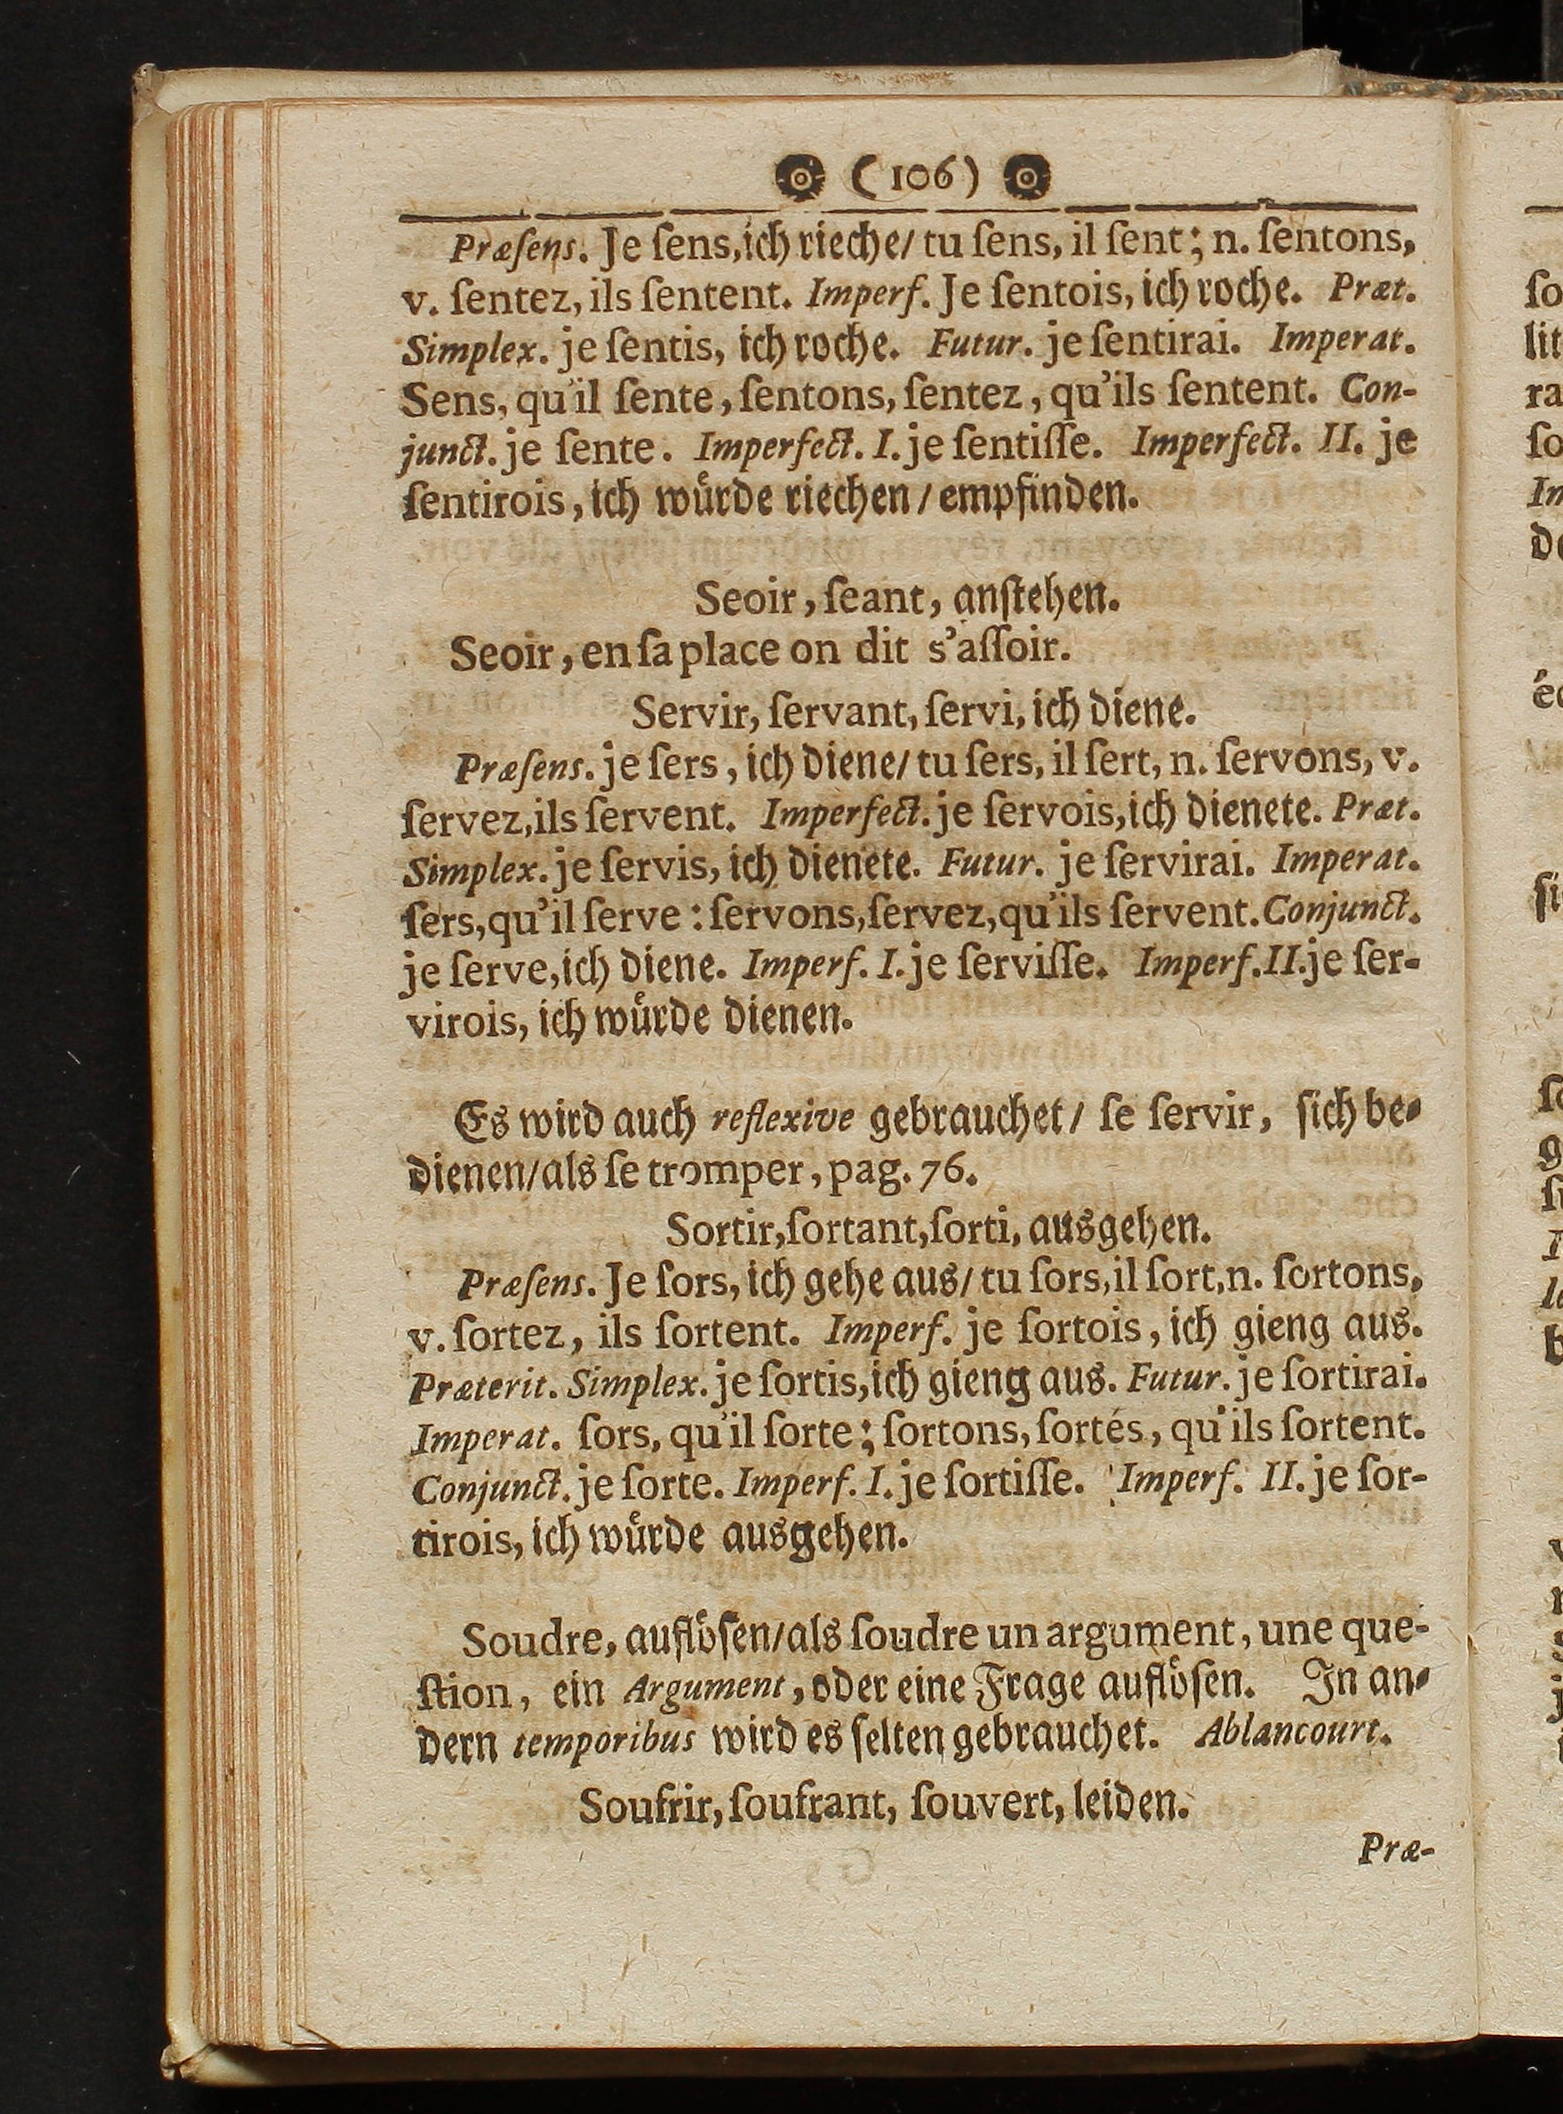 (106)
Præſens. Je ſens, ich rieche/ tu ſens, il ſent; n. ſentons,
v. ſentez, ils ſentent. Imperf. Je ſentois, ich roche. Præt.
Simplex. je ſentis, ich roche. Futur. je ſentirai. Imperat.
Sens, qu'il ſente, ſentons, ſentez, qu'ils ſentent. Con-
junct. je ſente. Imperfect. I. je ſentiſſe. Imperfect. II. je
ſentirois, ich wuͤrde riechen/ empfinden.
Seoir, ſeant, anſtehen.
Seoir, en ſa place on dit s'aſſoir.
Servir, ſervant, ſervi, ich diene.
Præſens. je ſers, ich diene/ tu ſers, il ſert, n. ſervons, v.
ſervez, ils ſervent. Imperfect. je ſervois, ich dienete. Præt.
Simplex. je ſervis, ich dienete. Futur. je ſervirai. Imperat.
ſers, qu'il ſerve: ſervons, ſervez, qu'ils ſervent. Conjunct.
je ſerve, ich diene. Imperf. I. je ſerviſſe. Imperf. II. je ſer-
virois, ich wuͤrde dienen.
Es wird auch reflexive gebrauchet/ ſe ſervir, ſich be-
dienen/ als ſe tromper, pag. 76.
Sortir, ſortant, ſorti, ausgehen.
Præſens. Je ſors, ich gehe aus/ tu ſors, il ſort, n. ſortons,
v. ſortez, ils ſortent. Imperf. je ſortois, ich gieng aus.
Præterit. Simplex. je ſortis, ich gieng aus. Futur. je ſortirai.
Imperat. ſors, qu'il ſorte; ſortons, ſortés, qu'ils ſortent.
Conjunct. je ſorte. Imperf. I. je ſortiſſe. Imperf. II. je ſor-
tirois, ich wuͤrde ausgehen.
Soudre, aufloͤſen/ als ſoudre un argument, une que-
ſtion, ein Argument, oder eine Frage aufloͤſen. In an-
dern temporibus wird es ſelten gebrauchet. Ablancourt.
Soufrir, ſoufrant, ſouvert, leiden.
Præ-